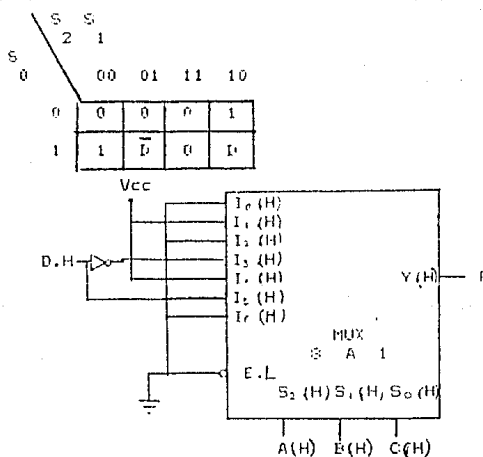 S S
2 1
S
0
00 01 11 10
0 0 0 0 1
1 1 D̅ 0 D
Vcc
I₀(H)
I₁(H)
I₂(H)
D.H
I₃(H)
I₄(H)
Y(H)
I₅(H)
I₆(H)
MUX
8 A 1
E.L
S₂(H) S₁(H) S₀(H)
A(H) B(H) C(H)